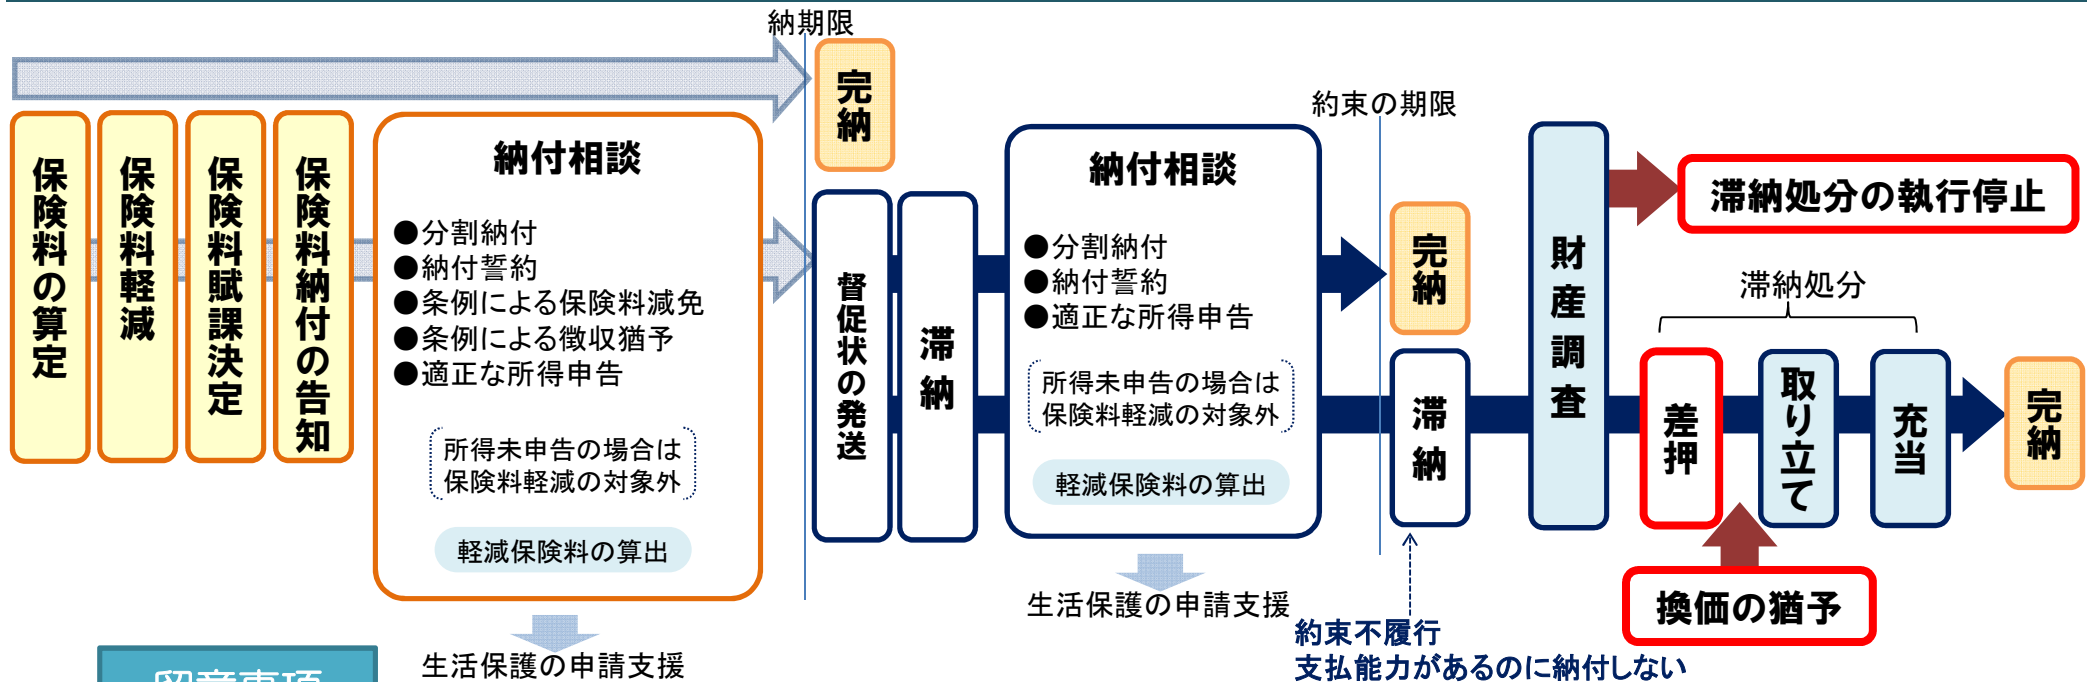 納期限
完納
保険料の算定
保険料軽減
保険料賦課決定
保険料納付の告知
納付相談
●分割納付
●納付誓約
●条例による保険料減免
●条例による徴収猶予
●適正な所得申告
所得未申告の場合は
保険料軽減の対象外
軽減保険料の算出
生活保護の申請支援
督促状の発送
滞納
納付相談
●分割納付
●納付誓約
●適正な所得申告
所得未申告の場合は
保険料軽減の対象外
軽減保険料の算出
生活保護の申請支援
約束の期限
完納
滞納
約束不履行
支払能力があるのに納付しない
財産調査
滞納処分の執行停止
滞納処分
差押
取り立て
充当
完納
換価の猶予
留意事項